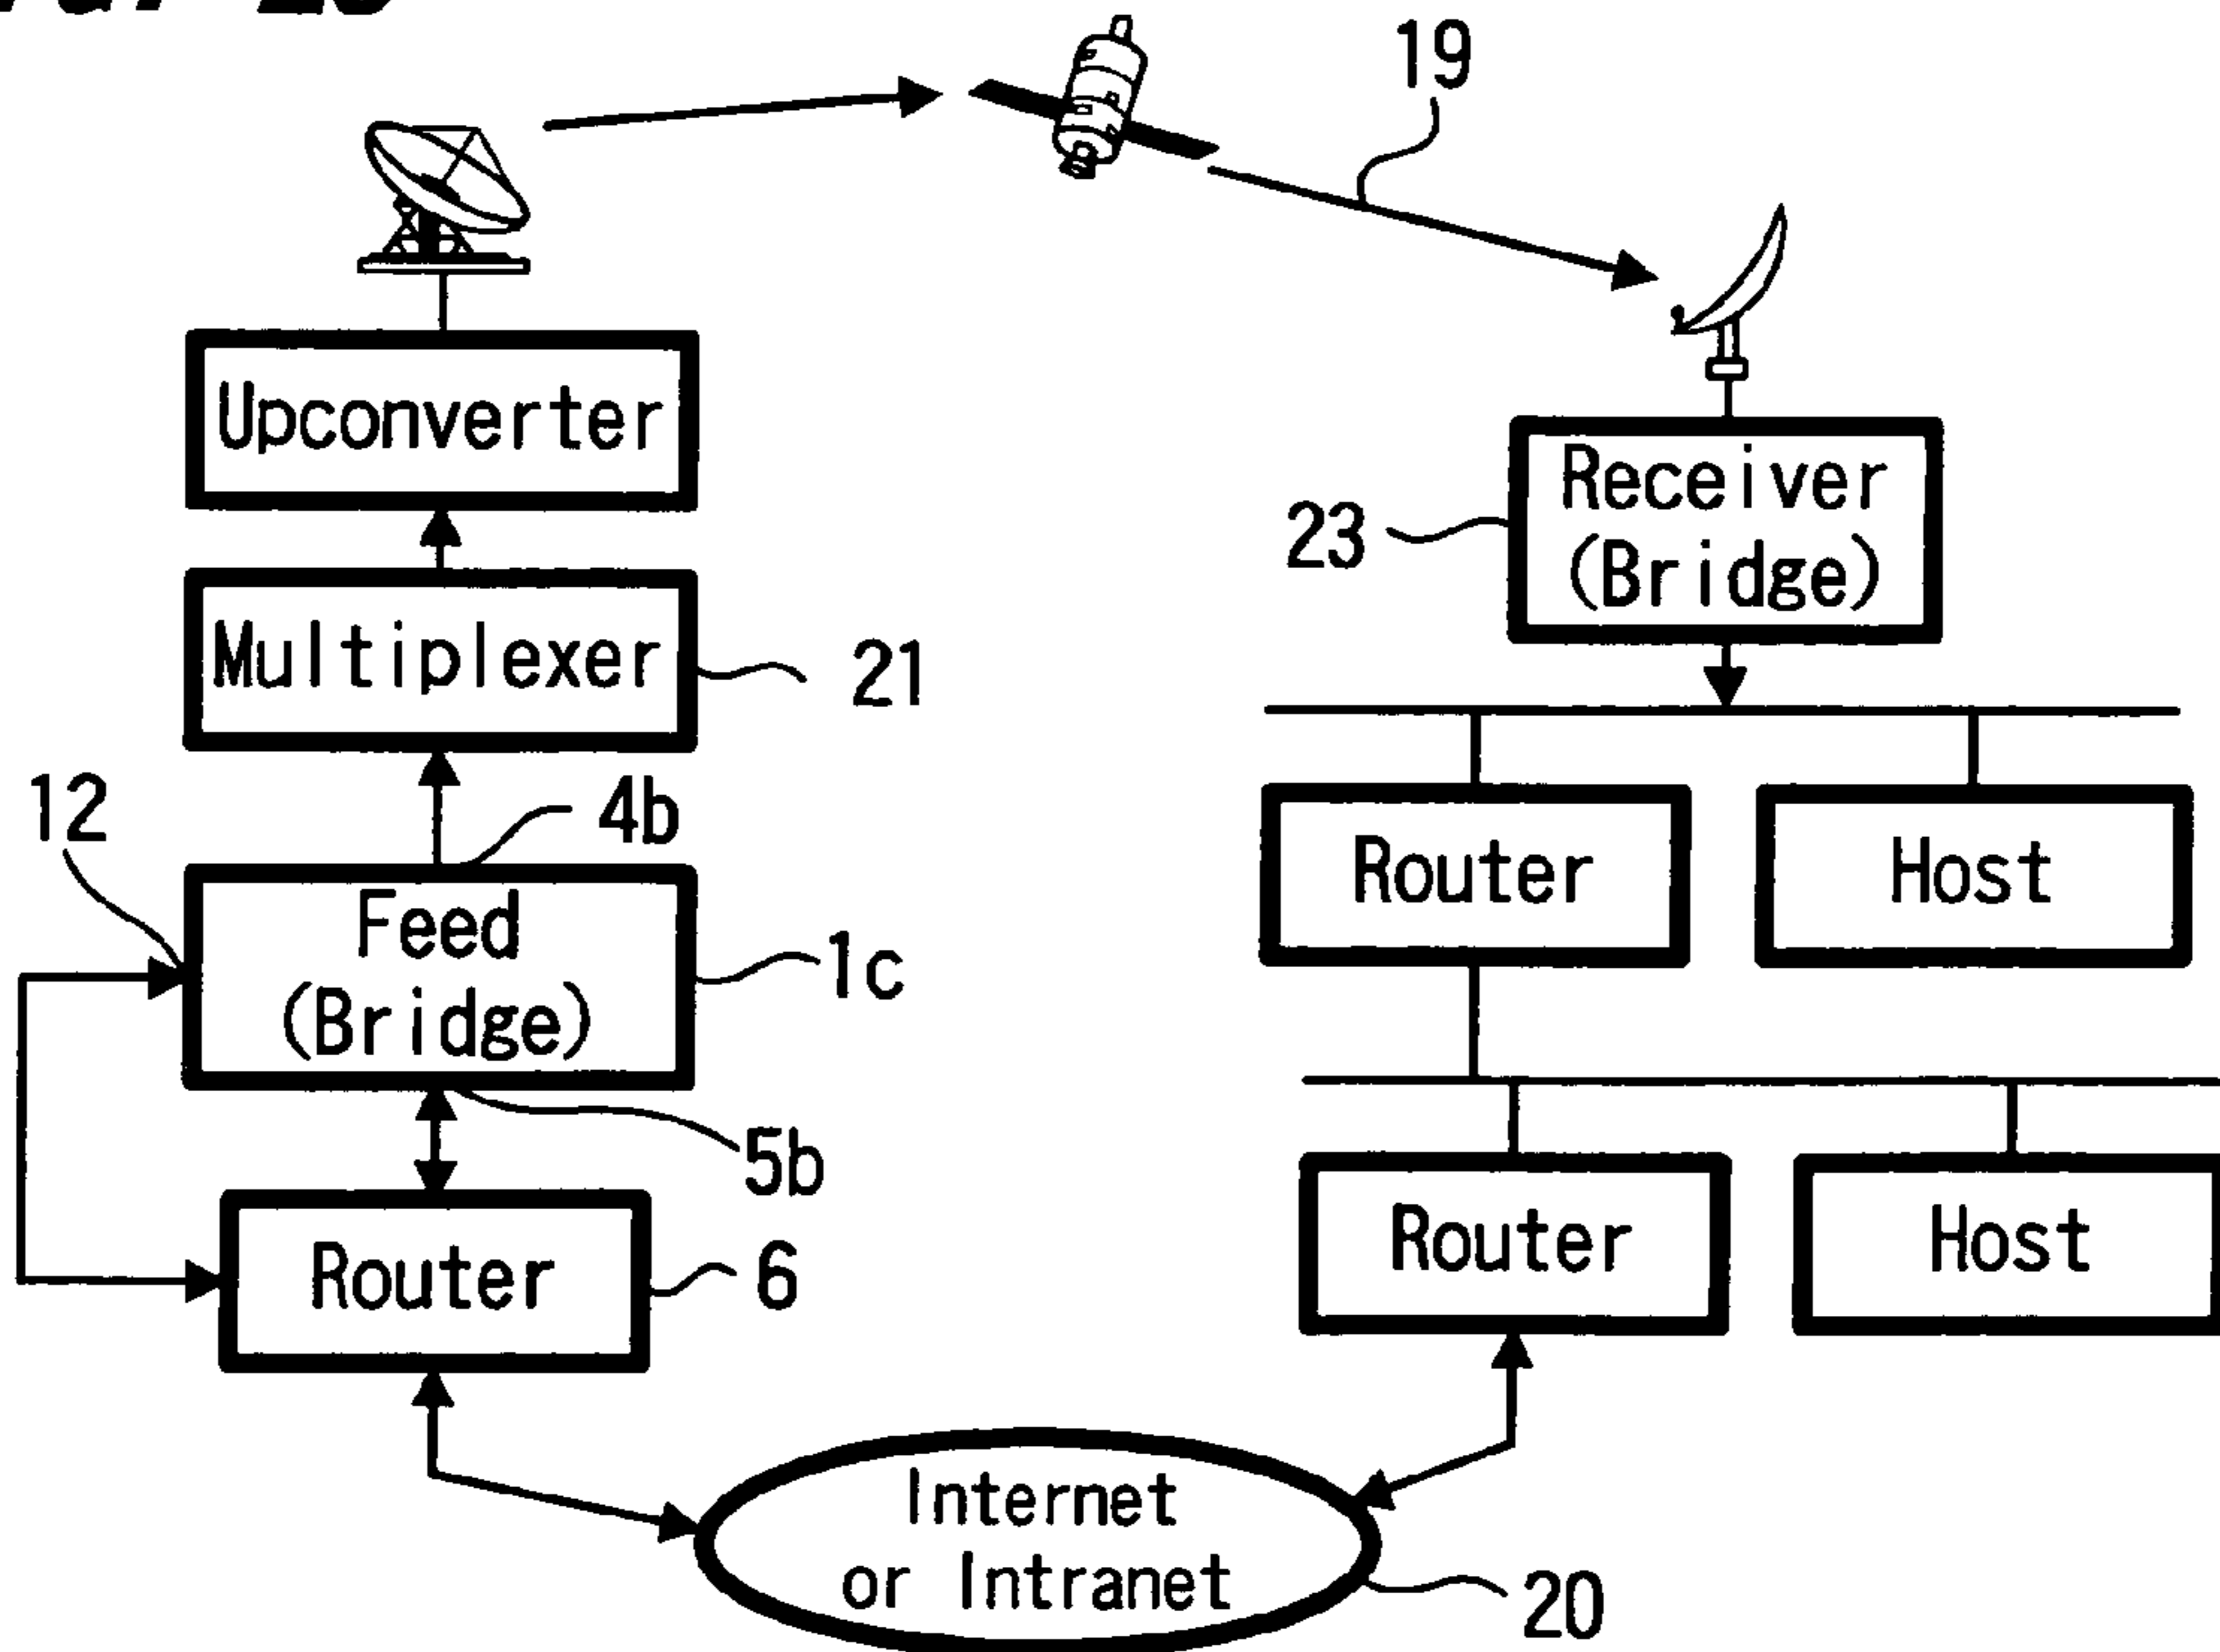 19
Upconverter
Receiver
(Bridge)
23
Multiplexer
21
12
4b
Feed
(Bridge)
1c
Router
Host
5b
Router
6
Router
Host
Internet
or Intranet
20